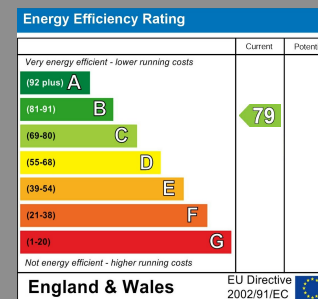 Energy Efficiency Rating
Current Potent
Very energy efficient - lower running costs
(92 plus) A
(81-91) B
79
(69-80) C
(55-68) D
(39-54) E
(21-38) F
(1-20) G
Not energy efficient - higher running costs
England & Wales
EU Directive
2002/91/EC